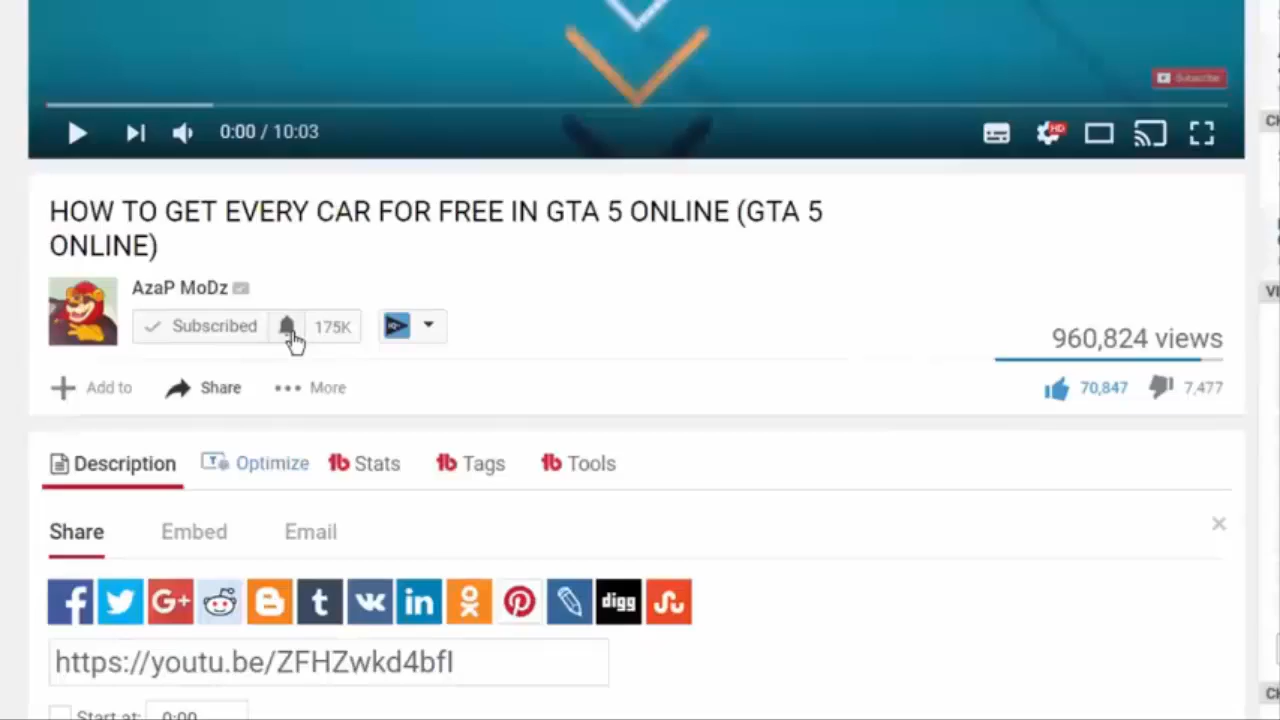 Subscribe
0:00 / 10:03
HD
HOW TO GET EVERY CAR FOR FREE IN GTA 5 ONLINE (GTA 5
ONLINE)
AzaP MoDz
Subscribed 175K
960,824 views
Add to Share More
70,847 7,477
Description Optimize Stats Tags Tools
Share Embed Email
digg
https://youtu.be/ZFHZwkd4bfI
Start at: 0:00